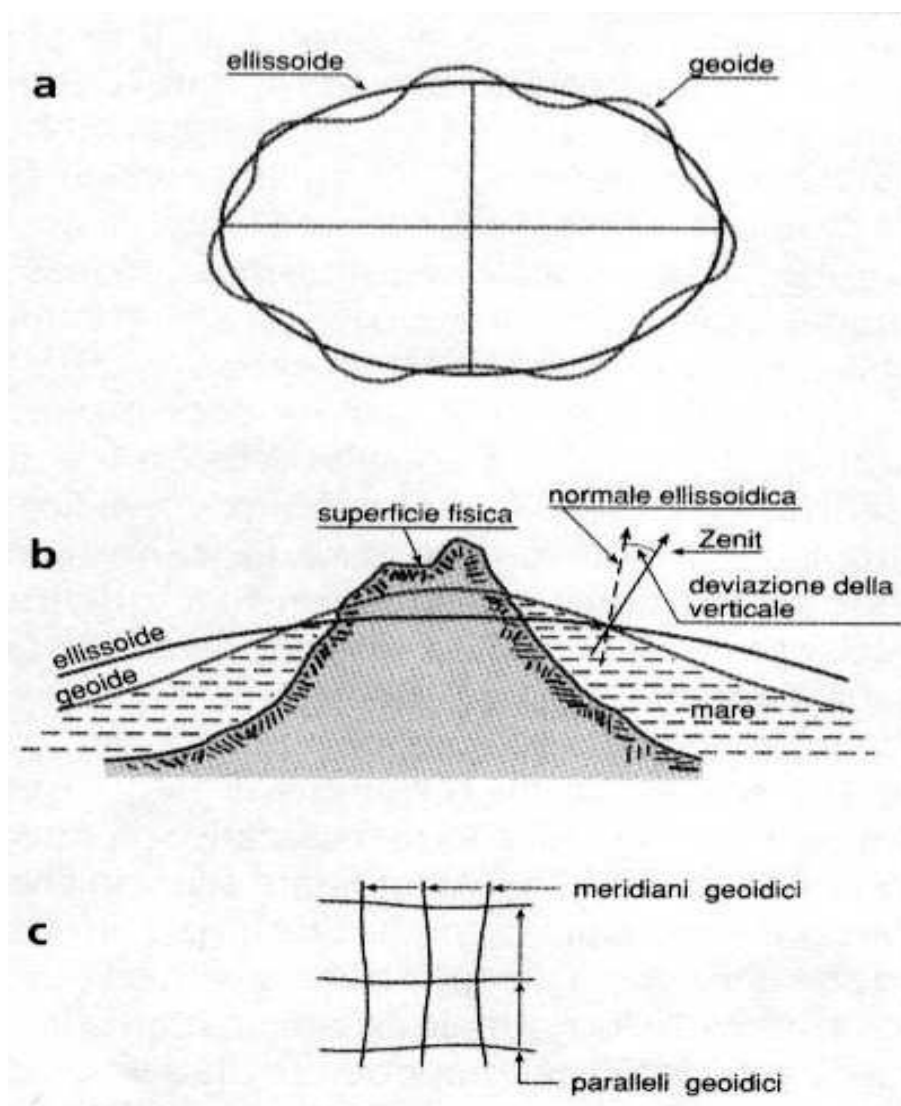 a
ellissoide
geoide
b
superficie fisica
normale ellissoidica
Zenit
deviazione della
verticale
ellissoide
geoide
mare
c
meridiani geoidici
paralleli geoidici